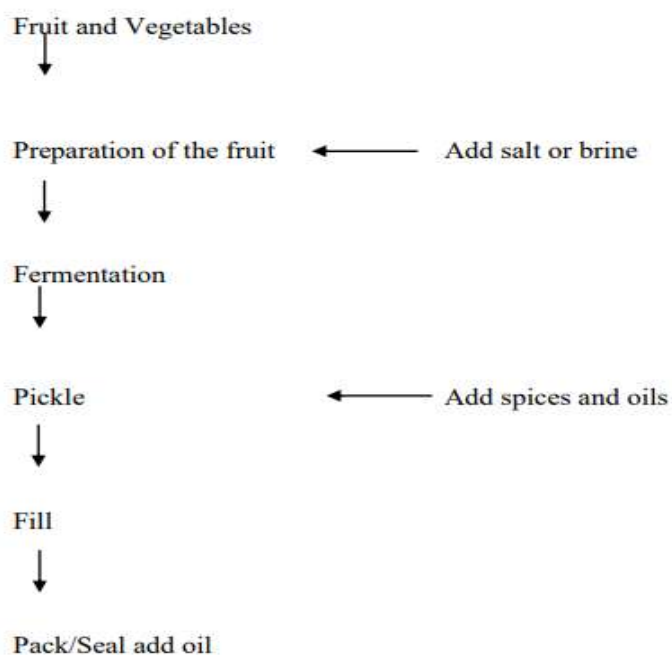 Fruit and Vegetables
Preparation of the fruit
Add salt or brine
Fermentation
Pickle
Add spices and oils
Fill
Pack/Seal add oil